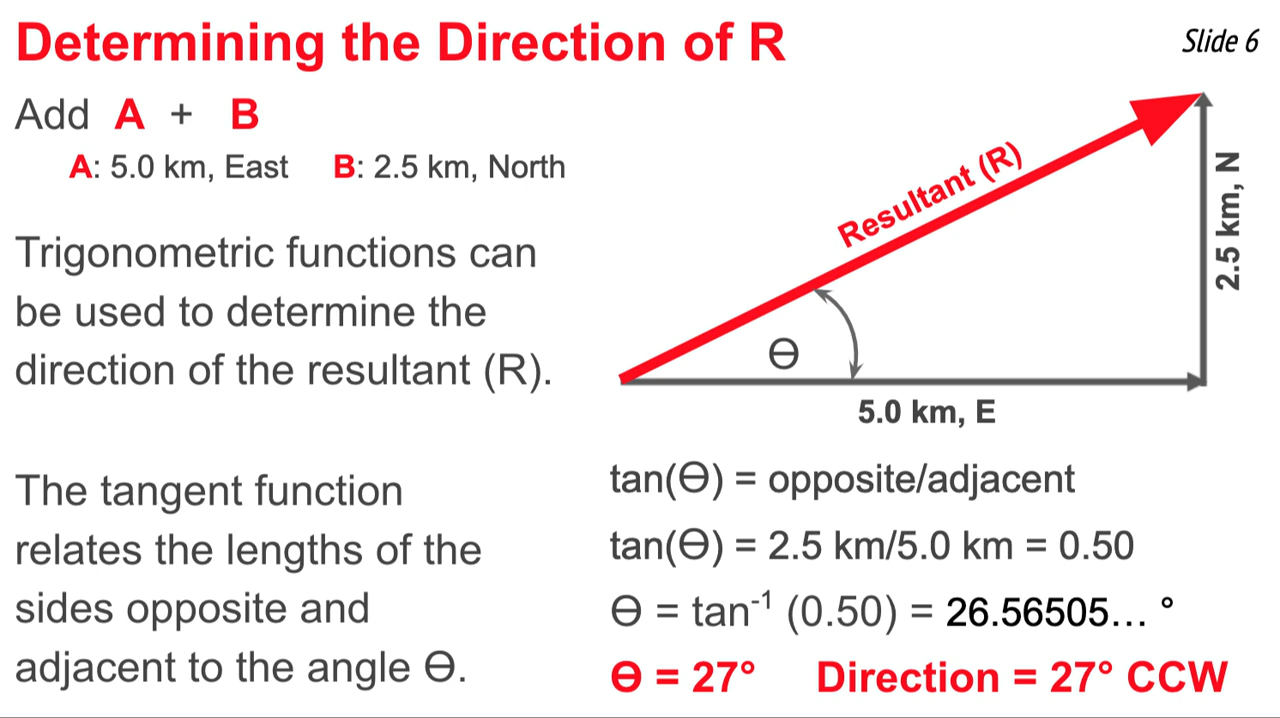 Determining the Direction of R
Slide 6
Add A + B
A: 5.0 km, East B: 2.5 km, North
Trigonometric functions can
be used to determine the
direction of the resultant (R).
The tangent function
relates the lengths of the
sides opposite and
adjacent to the angle Θ.
Resultant (R)
2.5 km, N
Θ
5.0 km, E
tan(Θ) = opposite/adjacent
tan(Θ) = 2.5 km/5.0 km = 0.50
Θ = tan⁻¹ (0.50) = 26.56505... °
Θ = 27° Direction = 27° CCW